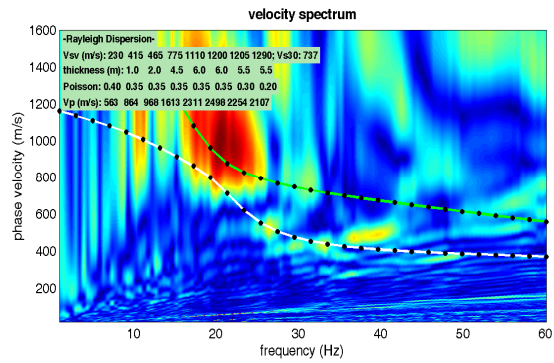 velocity spectrum
1600
1400
1200
1000
800
600
400
200
phase velocity (m/s)
-Rayleigh Dispersion-
Vsv (m/s): 230 415 465 775 1110 1200 1205 1290; Vs30: 737
thickness (m): 1.0 2.0 4.5 6.0 6.0 5.5 5.5
Poisson: 0.40 0.35 0.35 0.35 0.35 0.35 0.30 0.20
Vp (m/s): 563 864 968 1613 2311 2498 2254 2107
10 20 30 40 50 60
frequency (Hz)